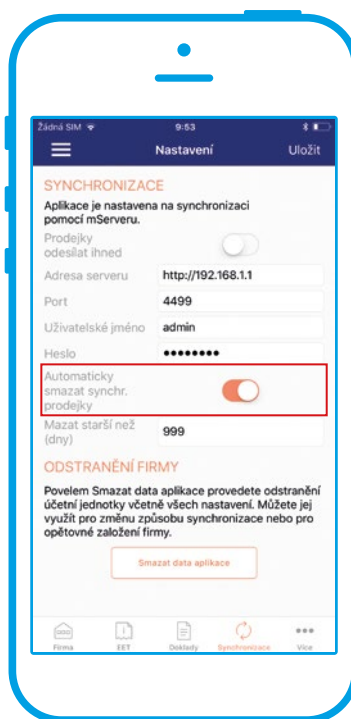 Žádná SIM 9:53
Nastavení Uložit
SYNCHRONIZACE
Aplikace je nastavena na synchronizaci
pomocí mServeru.
Prodejky
odesílat ihned
Adresa serveru http://192.168.1.1
Port 4499
Uživatelské jméno admin
Heslo ••••••••
Automaticky
smazat synchr.
prodejky
Mazat starší než
(dny) 999
ODSTRANĚNÍ FIRMY
Povelem Smazat data aplikace provedete odstranění
účetní jednotky včetně všech nastavení. Můžete jej
využít pro změnu způsobu synchronizace nebo pro
opětovné založení firmy.
Smazat data aplikace
Firma EET Doklady Synchronizace Více